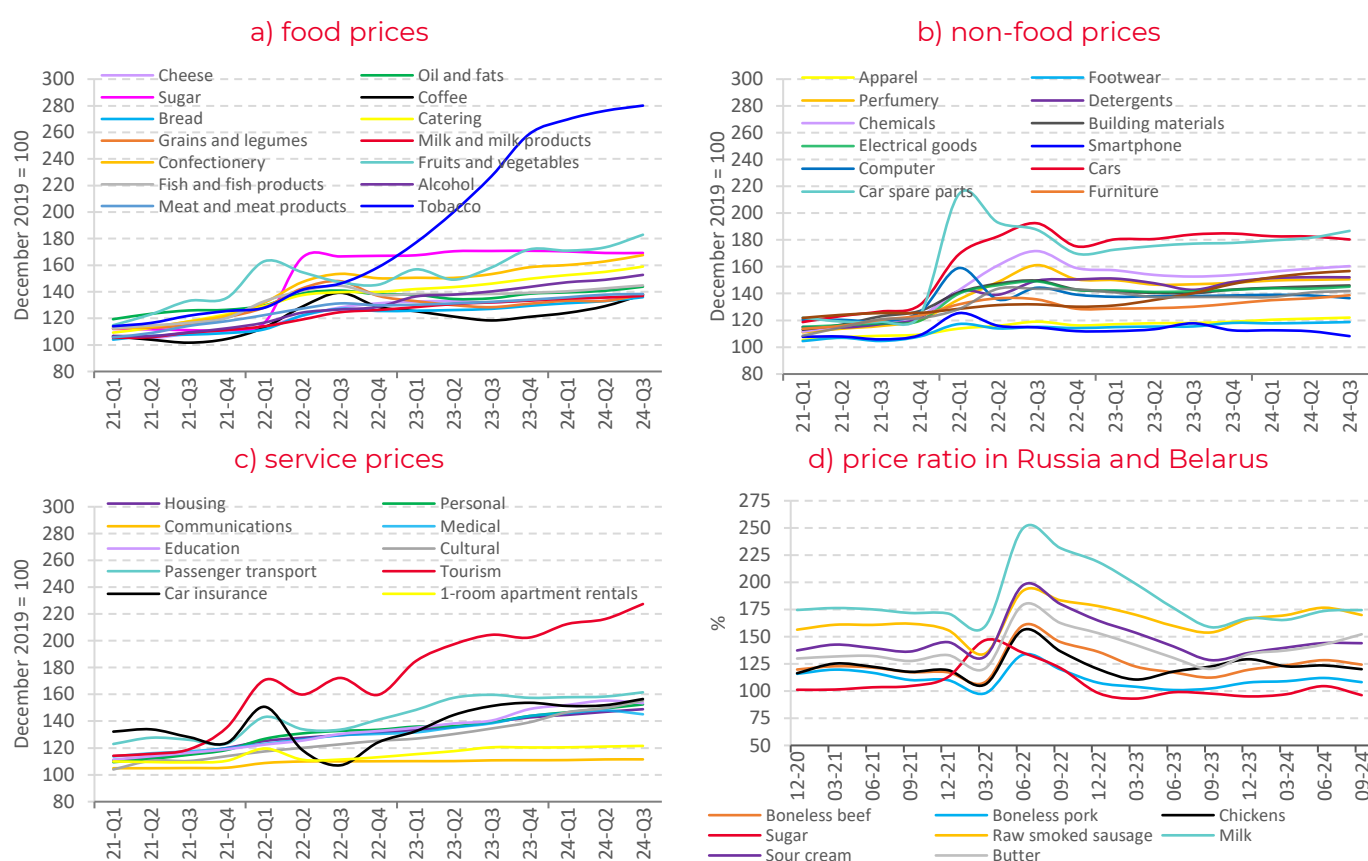 a) food prices
December 2019 = 100
300
280
260
240
220
200
180
160
140
120
100
80
Cheese
Oil and fats
Sugar
Coffee
Bread
Catering
Grains and legumes
Milk and milk products
Confectionery
Fruits and vegetables
Fish and fish products
Alcohol
Meat and meat products
Tobacco
21-Q1
21-Q2
21-Q3
21-Q4
22-Q1
22-Q2
22-Q3
22-Q4
23-Q1
23-Q2
23-Q3
23-Q4
24-Q1
24-Q2
24-Q3
b) non-food prices
December 2019 = 100
300
280
260
240
220
200
180
160
140
120
100
80
Apparel
Footwear
Perfumery
Detergents
Chemicals
Building materials
Electrical goods
Smartphone
Computer
Cars
Car spare parts
Furniture
21-Q1
21-Q2
21-Q3
21-Q4
22-Q1
22-Q2
22-Q3
22-Q4
23-Q1
23-Q2
23-Q3
23-Q4
24-Q1
24-Q2
24-Q3
c) service prices
December 2019 = 100
300
280
260
240
220
200
180
160
140
120
100
80
Housing
Personal
Communications
Medical
Education
Cultural
Passenger transport
Tourism
Car insurance
1-room apartment rentals
21-Q1
21-Q2
21-Q3
21-Q4
22-Q1
22-Q2
22-Q3
22-Q4
23-Q1
23-Q2
23-Q3
23-Q4
24-Q1
24-Q2
24-Q3
d) price ratio in Russia and Belarus
%
275
250
225
200
175
150
125
100
75
50
12-20
03-21
06-21
09-21
12-21
03-22
06-22
09-22
12-22
03-23
06-23
09-23
12-23
03-24
06-24
09-24
Boneless beef
Boneless pork
Chickens
Sugar
Raw smoked sausage
Milk
Sour cream
Butter